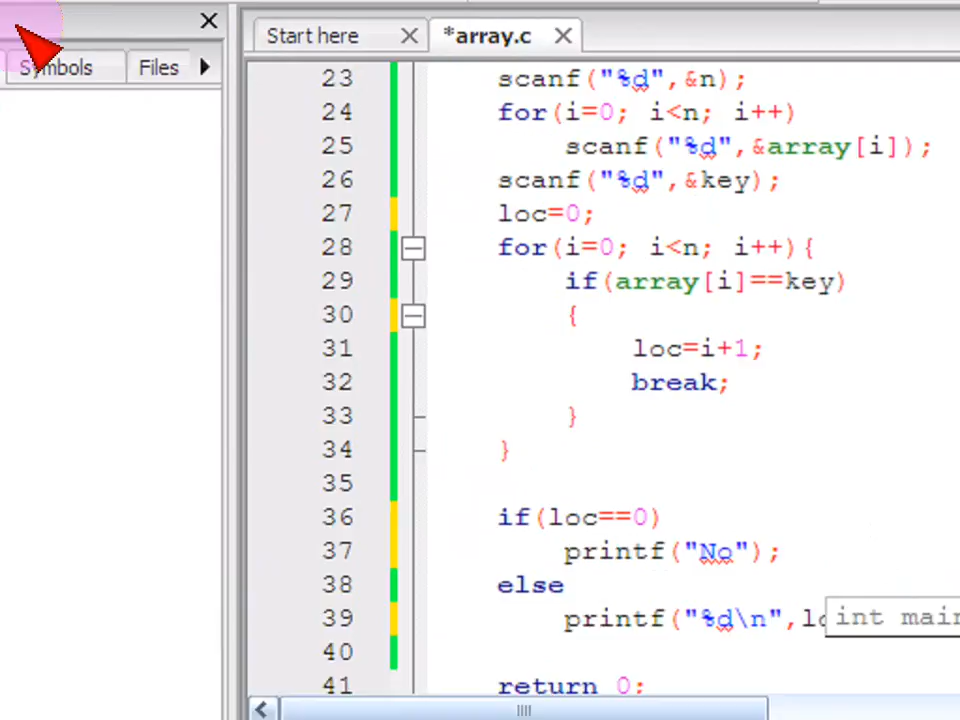 Start here
*array.c
Symbols
Files
23 scanf("%d",&n);
24 for(i=0; i<n; i++)
25 scanf("%d",&array[i]);
26 scanf("%d",&key);
27 loc=0;
28 for(i=0; i<n; i++){
29 if(array[i]==key)
30 {
31 loc=i+1;
32 break;
33 }
34 }
35
36 if(loc==0)
37 printf("No");
38 else
39 printf("%d\n",lo
int main
40
41 return 0;